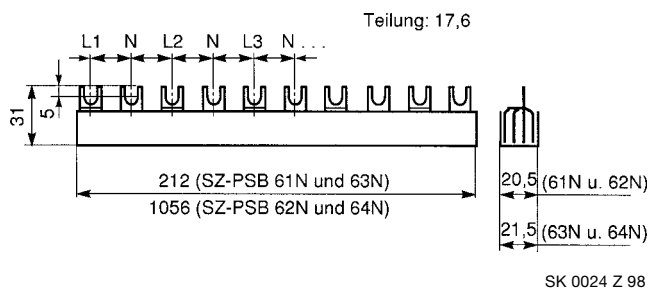 Teilung: 17,6
L1 N L2 N L3 N ...
31
5
212 (SZ-PSB 61N und 63N)
1056 (SZ-PSB 62N und 64N)
20,5 (61N u. 62N)
21,5 (63N u. 64N)
SK 0024 Z 98